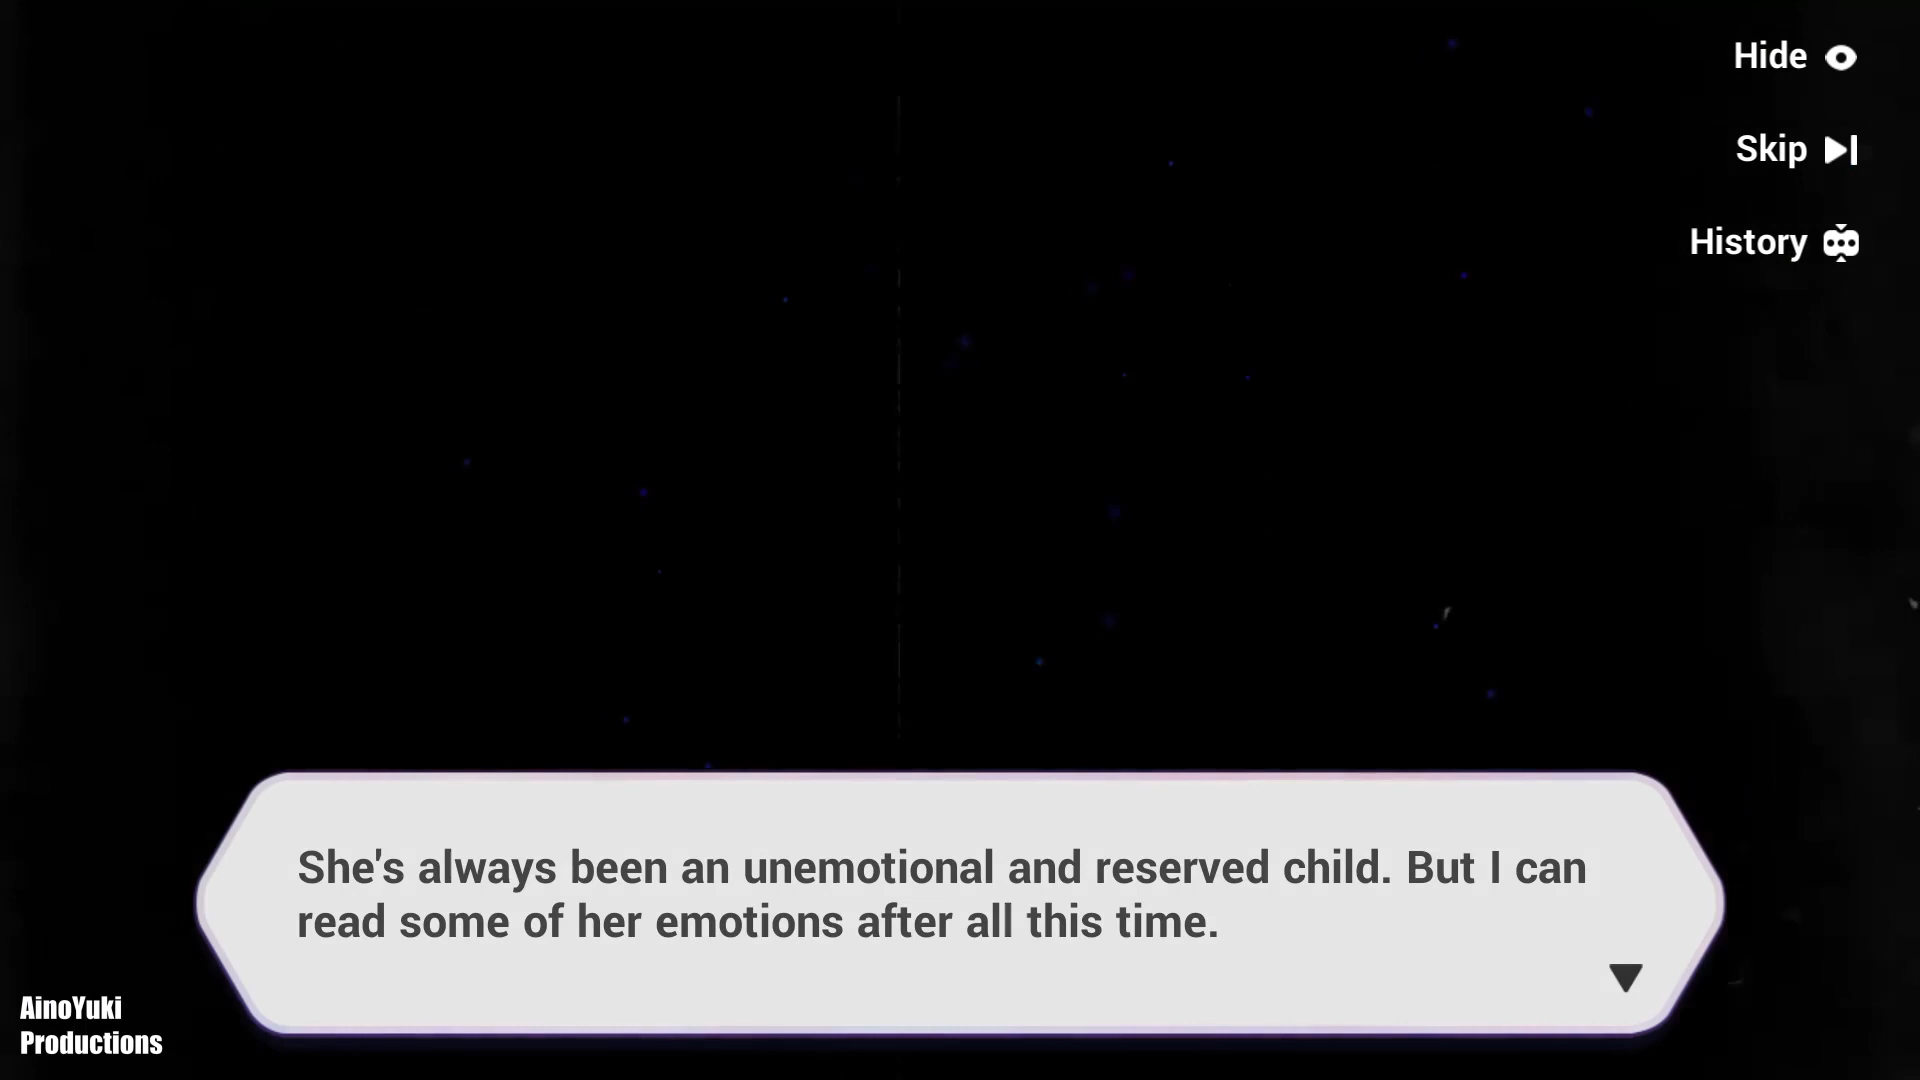 Hide
Skip
History
She's always been an unemotional and reserved child. But I can
read some of her emotions after all this time.
AinoYuki
Productions